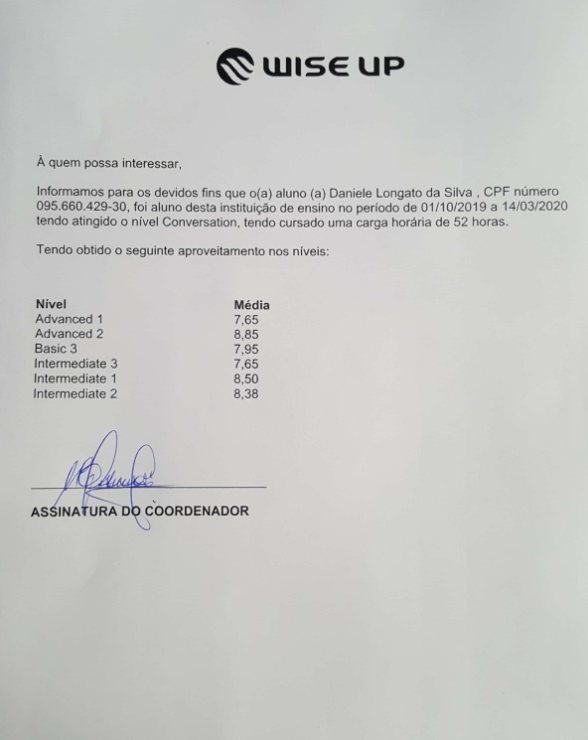 WISE UP
À quem possa interessar,
Informamos para os devidos fins que o(a) aluno (a) Daniele Longato da Silva , CPF número
095.660.429-30, foi aluno desta instituição de ensino no período de 01/10/2019 a 14/03/2020
tendo atingido o nível Conversation, tendo cursado uma carga horária de 52 horas.
Tendo obtido o seguinte aproveitamento nos níveis:
Nível Média
Advanced 1 7,65
Advanced 2 8,85
Basic 3 7,95
Intermediate 3 7,65
Intermediate 1 8,50
Intermediate 2 8,38
ASSINATURA DO COORDENADOR